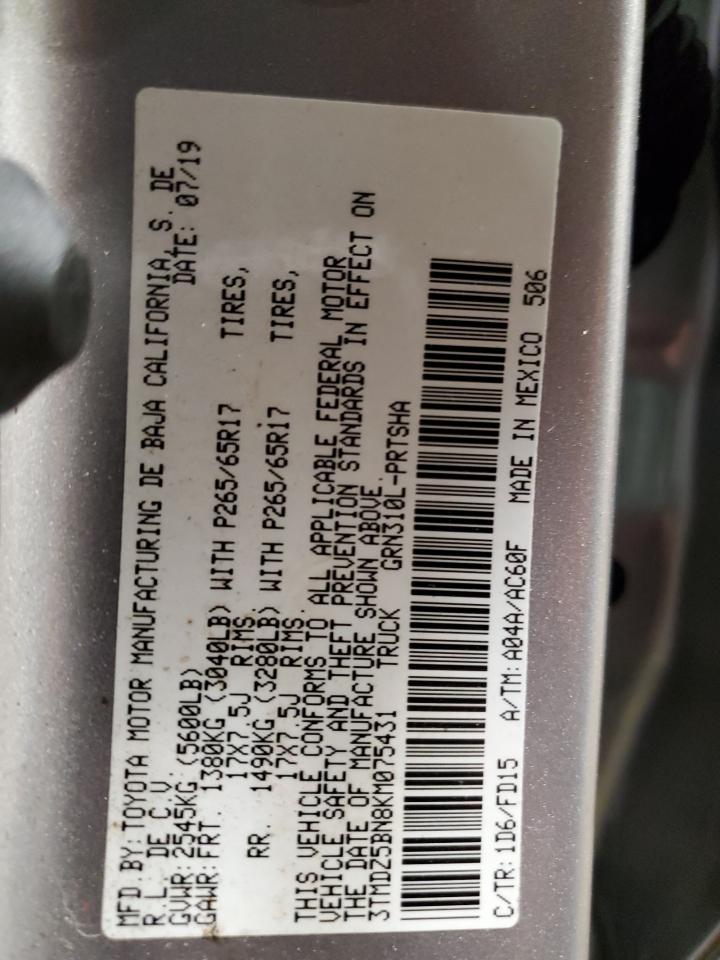 MFD BY: TOYOTA MOTOR MANUFACTURING DE BAJA CALIFORNIA, S. DE
R.L. DE C.V. DATE: 07/19
GVWR: 2545KG (5600LB)
GAWR: FRT. 1380KG (3040LB) WITH P265/65R17 TIRES,
17X7.5J RIMS.
RR. 1490KG (3280LB) WITH P265/65R17 TIRES,
17X7.5J RIMS.
THIS VEHICLE CONFORMS TO ALL APPLICABLE FEDERAL MOTOR
VEHICLE SAFETY AND THEFT PREVENTION STANDARDS IN EFFECT ON
THE DATE OF MANUFACTURE SHOWN ABOVE.
3TMDZ5BN8KM075431 TRUCK GRN310L-PRTSHA
C/TR: 1D6/FD15 A/TM: A04A/AC60F MADE IN MEXICO 506